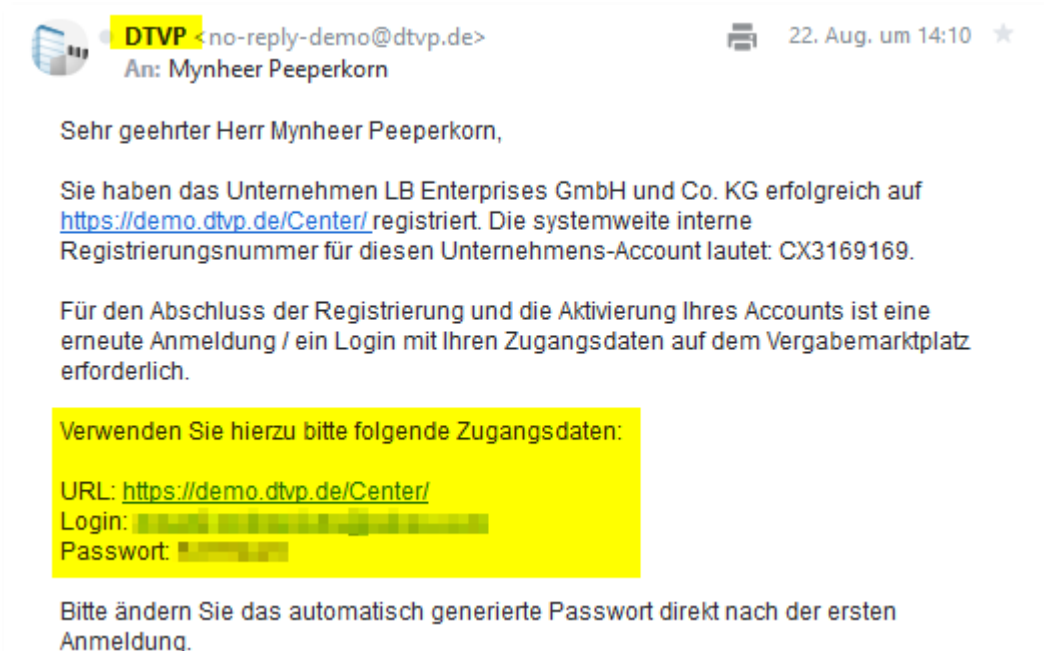 DTVP <no-reply-demo@dtvp.de>
22. Aug. um 14:10
An: Mynheer Peeperkorn
Sehr geehrter Herr Mynheer Peeperkorn,
Sie haben das Unternehmen LB Enterprises GmbH und Co. KG erfolgreich auf
https://demo.dtvp.de/Center/ registriert. Die systemweite interne
Registrierungsnummer für diesen Unternehmens-Account lautet: CX3169169.
Für den Abschluss der Registrierung und die Aktivierung Ihres Accounts ist eine
erneute Anmeldung / ein Login mit Ihren Zugangsdaten auf dem Vergabemarktplatz
erforderlich.
Verwenden Sie hierzu bitte folgende Zugangsdaten:
URL: https://demo.dtvp.de/Center/
Login:
Passwort:
Bitte ändern Sie das automatisch generierte Passwort direkt nach der ersten
Anmeldung.